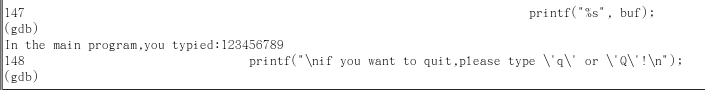 147                                                                       printf("%s", buf);
(gdb)
In the main program,you typied:123456789
148                                 printf("\nif you want to quit,please type \'q\' or \'Q\'!\n");
(gdb)